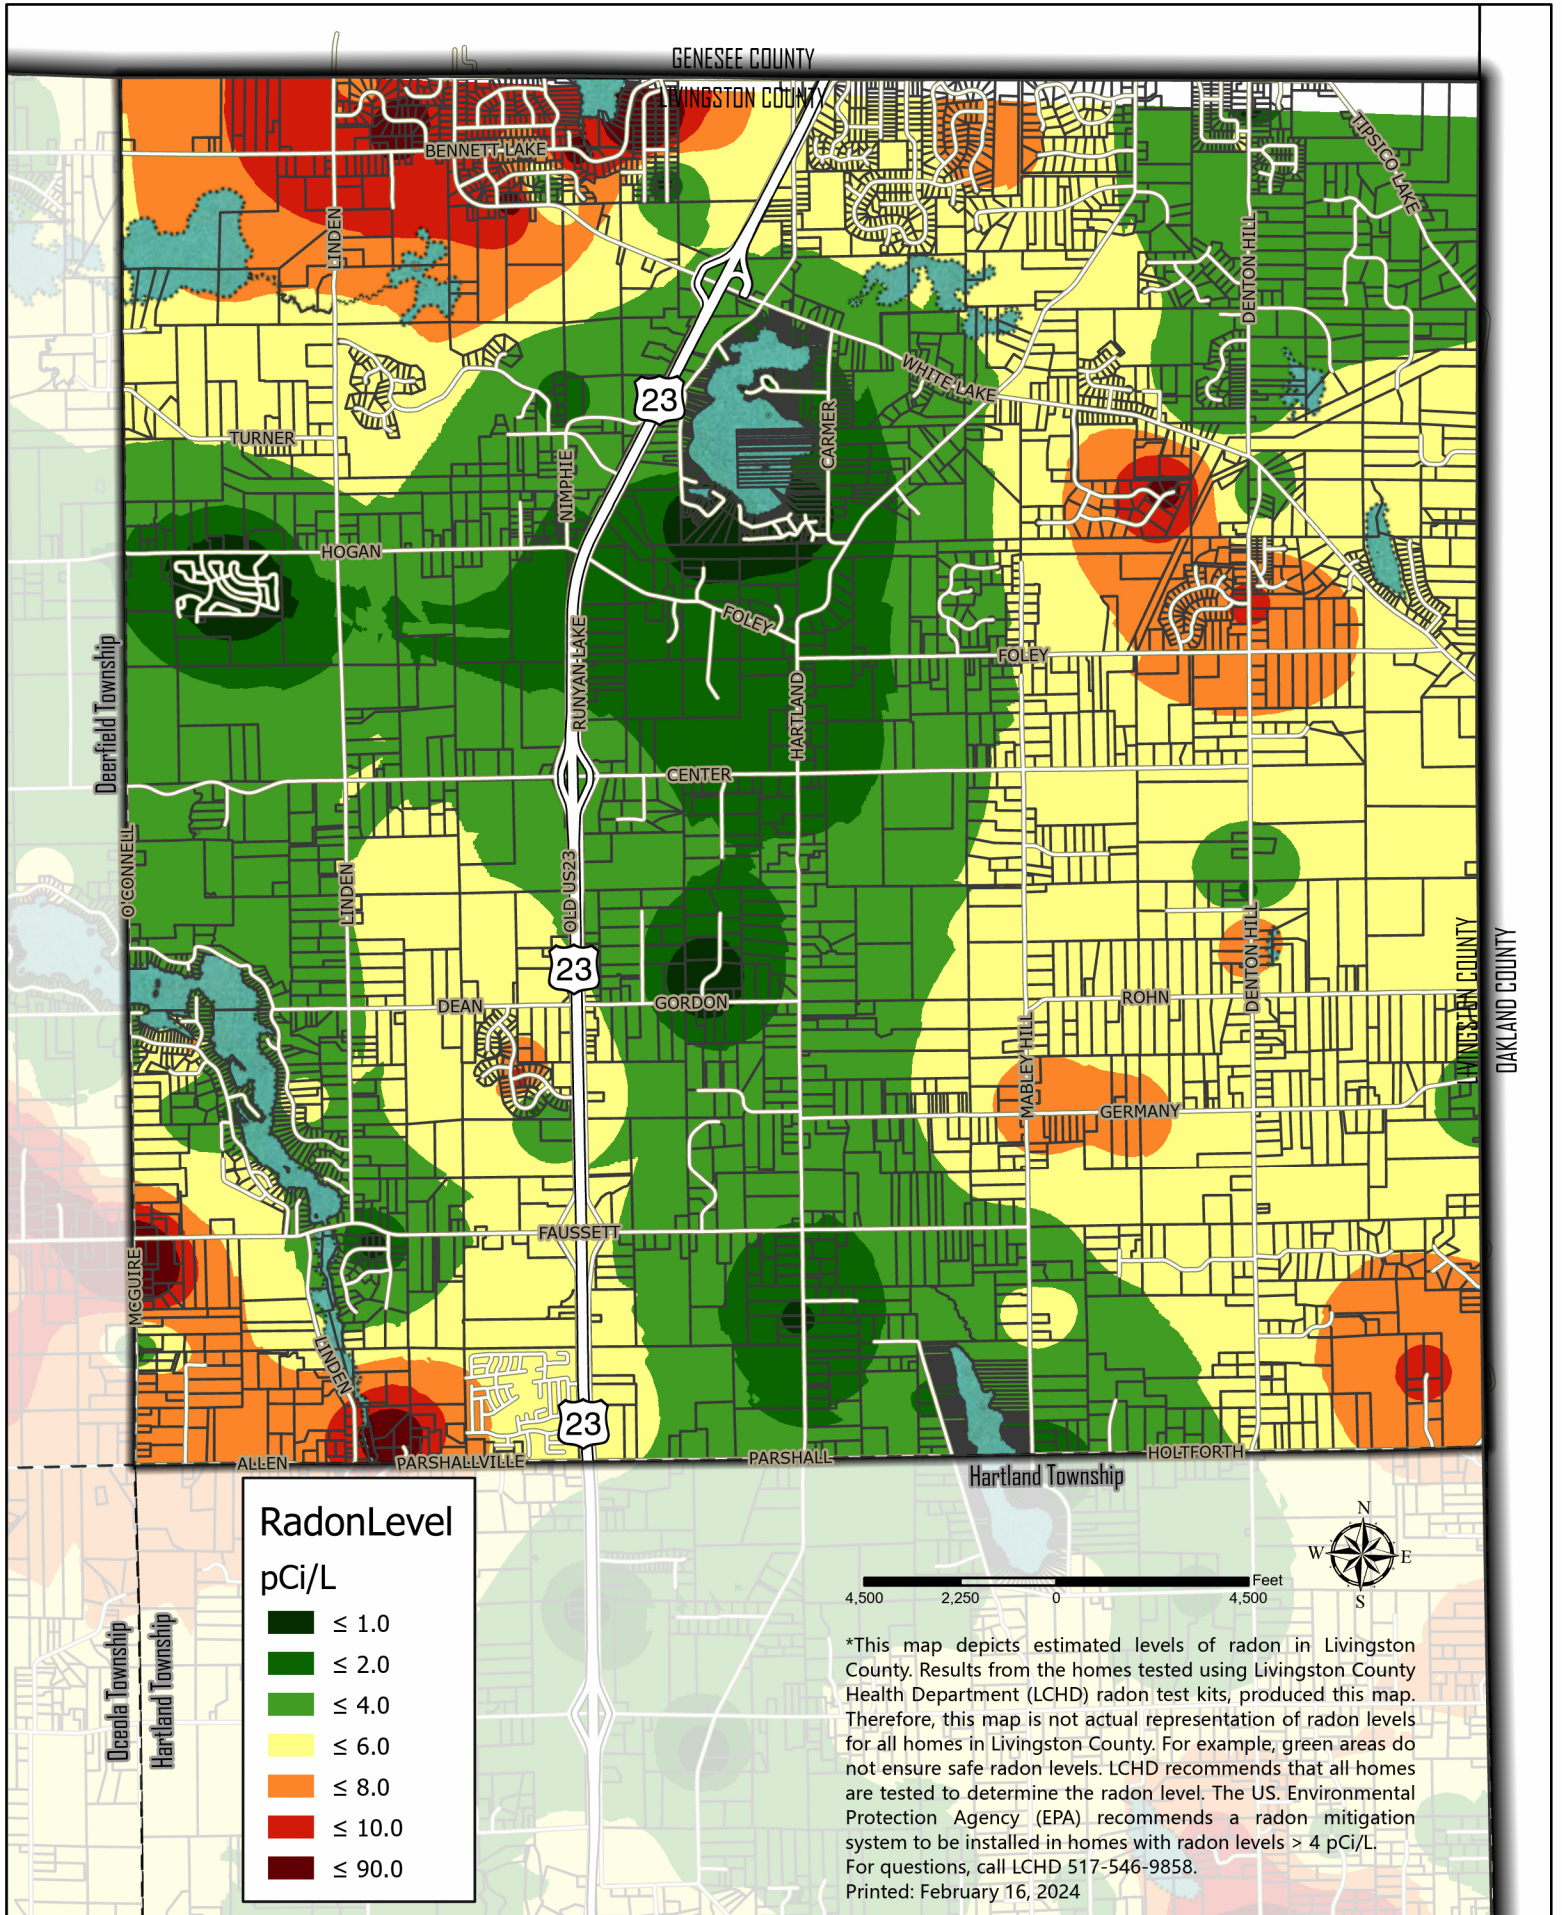 GENESEE COUNTY
LIVINGSTON COUNTY
BENNETT LAKE
TIPSICO LAKE
LINDEN
DENTON HILL
WHITE LAKE
23
CARMER
TURNER
NIMPHIE
HOGAN
FOLEY
FOLEY
RUNYAN LAKE
HARTLAND
Deerfield Township
CENTER
O'CONNELL
LINDEN
OLD US23
23
DENTON HILL
LIVINGSTON COUNTY
OAKLAND COUNTY
DEAN
GORDON
ROHN
MABLEY HILL
GERMANY
FAUSSETT
MCGUIRE
LINDEN
23
ALLEN
PARSHALLVILLE
PARSHALL
HOLTFORTH
Hartland Township
Oceola Township
Hartland Township
RadonLevel
pCi/L
≤ 1.0
≤ 2.0
≤ 4.0
≤ 6.0
≤ 8.0
≤ 10.0
≤ 90.0
N
W E
S
Feet
4,500 2,250 0 4,500
*This map depicts estimated levels of radon in Livingston
County. Results from the homes tested using Livingston County
Health Department (LCHD) radon test kits, produced this map.
Therefore, this map is not actual representation of radon levels
for all homes in Livingston County. For example, green areas do
not ensure safe radon levels. LCHD recommends that all homes
are tested to determine the radon level. The US. Environmental
Protection Agency (EPA) recommends a radon mitigation
system to be installed in homes with radon levels > 4 pCi/L.
For questions, call LCHD 517-546-9858.
Printed: February 16, 2024